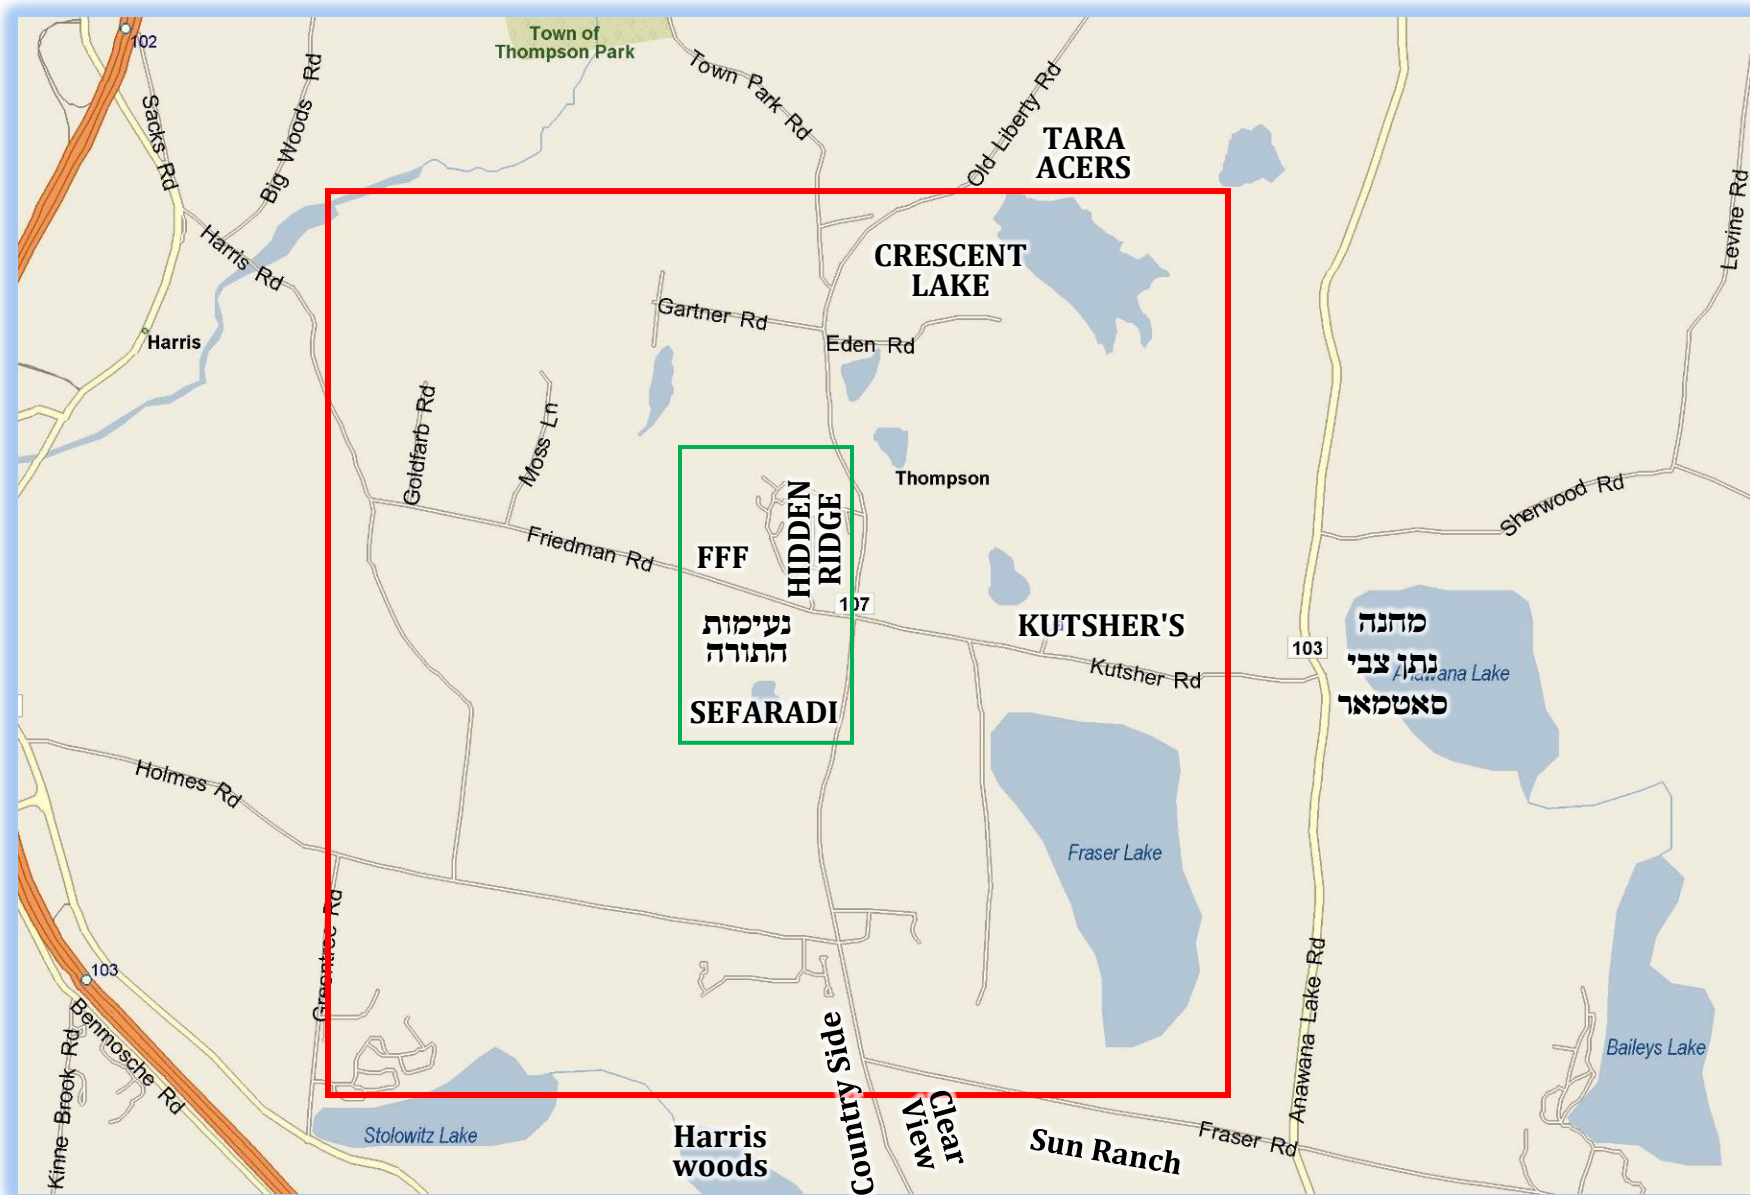 102
Town of
Thompson Park
Sacks Rd
Big Woods Rd
Town Park Rd
Old Liberty Rd
TARA
ACERS
Levine Rd
Harris Rd
CRESCENT
LAKE
Gartner Rd
Eden Rd
Harris
Goldfarb Rd
Moss Ln
Thompson
Sherwood Rd
Friedman Rd
FFF
HIDDEN
RIDGE
107
נעימות
התורה
KUTSHER'S
103
מחנה
נתן צבי
סאטמאר
Anawana Lake
Kutsher Rd
SEFARADI
Holmes Rd
Fraser Lake
Greentree Rd
103
Benmosche Rd
Kinne Brook Rd
Anawana Lake Rd
Baileys Lake
Country Side
Clear
View
Stolowitz Lake
Harris
woods
Sun Ranch
Fraser Rd